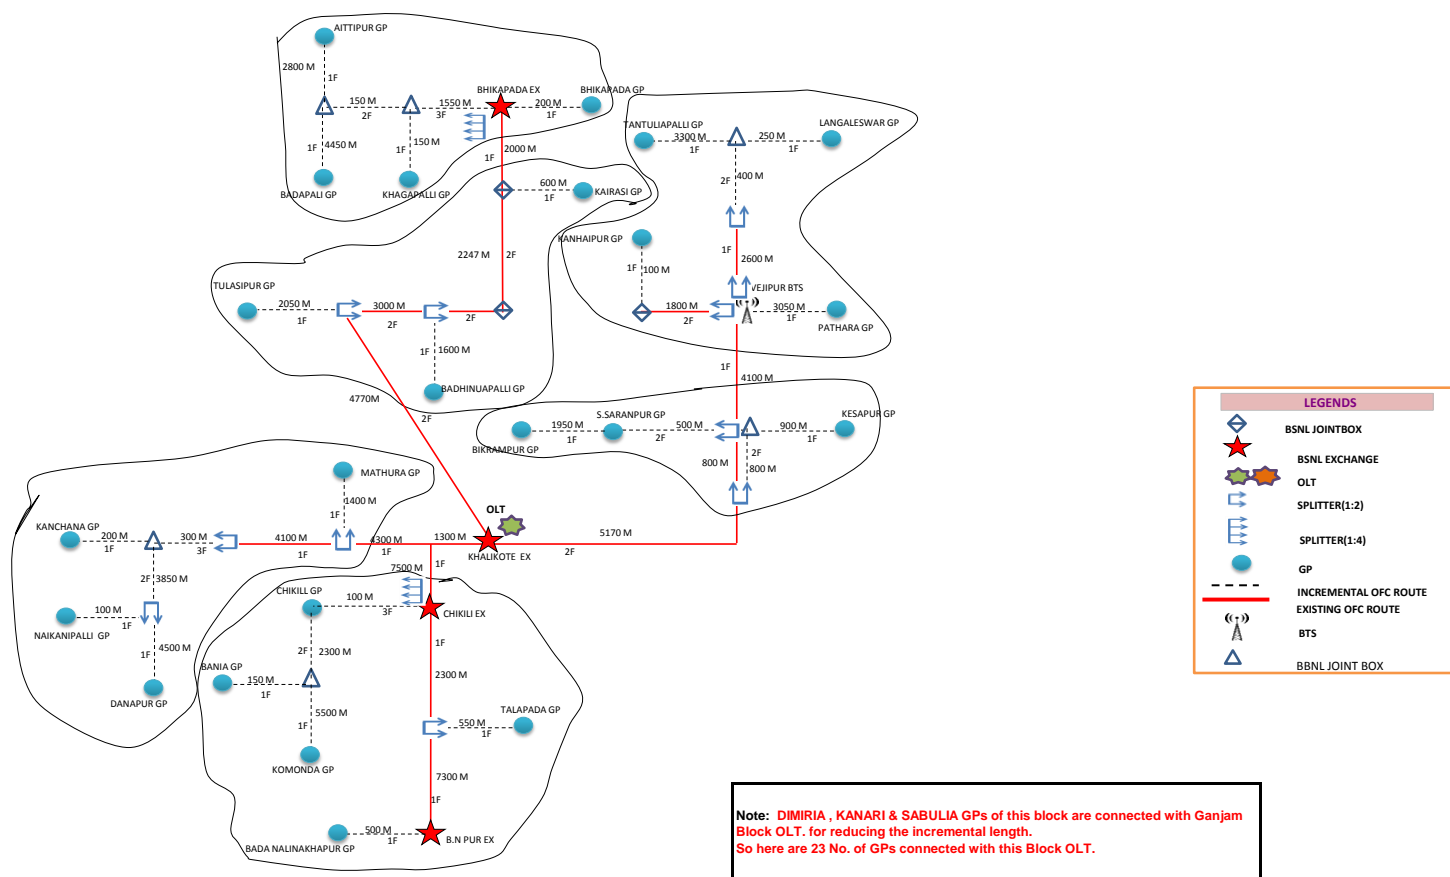 AITTIPUR GP
2800 M
1F
BHIKAPADA EX
BHIKAPADA GP
150 M
2F
1550 M
3F
200 M
1F
1F
4450 M
1F
150 M
BADAPALI GP
KHAGAPALLI GP
1F
2000 M
600 M
1F
KAIRASI GP
2247 M
2F
TULASIPUR GP
2050 M
1F
3000 M
2F
2F
1F
1600 M
BADHINUAPALLI GP
4770M
2F
TANTULIAPALLI GP
LANGALESWAR GP
3300 M
1F
250 M
1F
2F
400 M
KANHAIPUR GP
1F
100 M
1F
2600 M
VEJIPUR BTS
1800 M
2F
3050 M
1F
PATHARA GP
1F
4100 M
S.SARANPUR GP
KESAPUR GP
1950 M
1F
500 M
2F
900 M
1F
BIKRAMPUR GP
2F
800 M
800 M
MATHURA GP
1400 M
1F
OLT
KANCHANA GP
200 M
1F
300 M
3F
4100 M
1F
4300 M
1F
1300 M
KHALIKOTE EX
5170 M
2F
2F
3850 M
1F
7500 M
100 M
1F
NAIKANIPALLI GP
1F
4500 M
DANAPUR GP
CHIKILL GP
100 M
3F
CHIKILI EX
2F
2300 M
1F
BANIA GP
150 M
1F
2300 M
5500 M
1F
KOMONDA GP
TALAPADA GP
550 M
1F
7300 M
1F
500 M
1F
BADA NALINAKHAPUR GP
B.N PUR EX
LEGENDS
BSNL JOINTBOX
BSNL EXCHANGE
OLT
SPLITTER(1:2)
SPLITTER(1:4)
GP
INCREMENTAL OFC ROUTE
EXISTING OFC ROUTE
BTS
BBNL JOINT BOX
Note: DIMIRIA , KANARI & SABULIA GPs of this block are connected with Ganjam
Block OLT. for reducing the incremental length.
So here are 23 No. of GPs connected with this Block OLT.